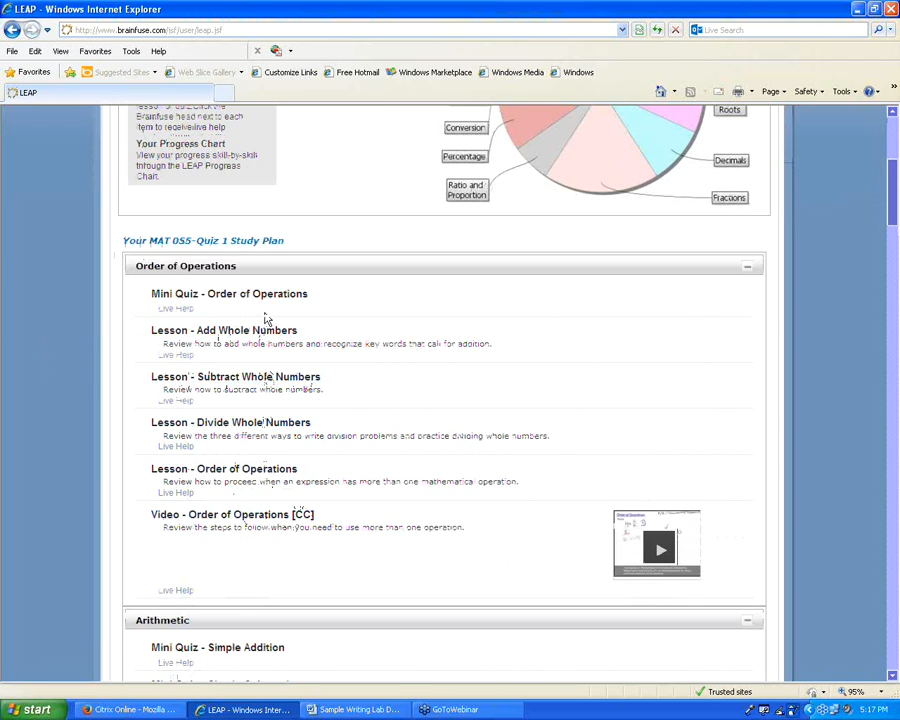 LEAP - Windows Internet Explorer
http://www.brainfuse.com/jsf/user/leap.jsf
Live Search
File Edit View Favorites Tools Help
Favorites Suggested Sites Web Slice Gallery Customize Links Free Hotmail Windows Marketplace Windows Media Windows
LEAP
Page Safety Tools
Brainfuse head next to each
item to receive live help
Your Progress Chart
View your progress skill-by-skill
through the LEAP Progress
Chart.
Roots
Conversion
Percentage
Decimals
Ratio and
Proportion
Fractions
Your MAT 0S5-Quiz 1 Study Plan
Order of Operations
Mini Quiz - Order of Operations
Live Help
Lesson - Add Whole Numbers
Review how to add whole numbers and recognize key words that call for addition.
Live Help
Lesson - Subtract Whole Numbers
Review how to subtract whole numbers.
Live Help
Lesson - Divide Whole Numbers
Review the three different ways to write division problems and practice dividing whole numbers.
Live Help
Lesson - Order of Operations
Review how to proceed when an expression has more than one mathematical operation.
Live Help
Video - Order of Operations [CC]
Review the steps to follow when you need to use more than one operation.
Live Help
Arithmetic
Mini Quiz - Simple Addition
Live Help
Trusted sites
95%
start
Citrix Online - Mozilla ...
LEAP - Windows Inter...
Sample Writing Lab D...
GoToWebinar
5:17 PM